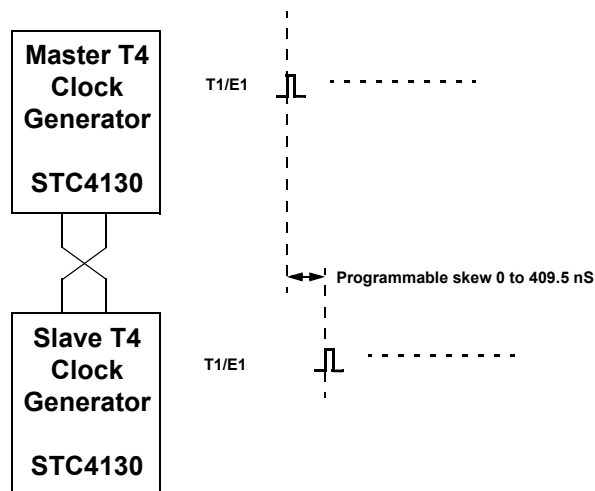 Master T4
Clock
Generator
STC4130
T1/E1
Programmable skew 0 to 409.5 nS
Slave T4
Clock
Generator
STC4130
T1/E1